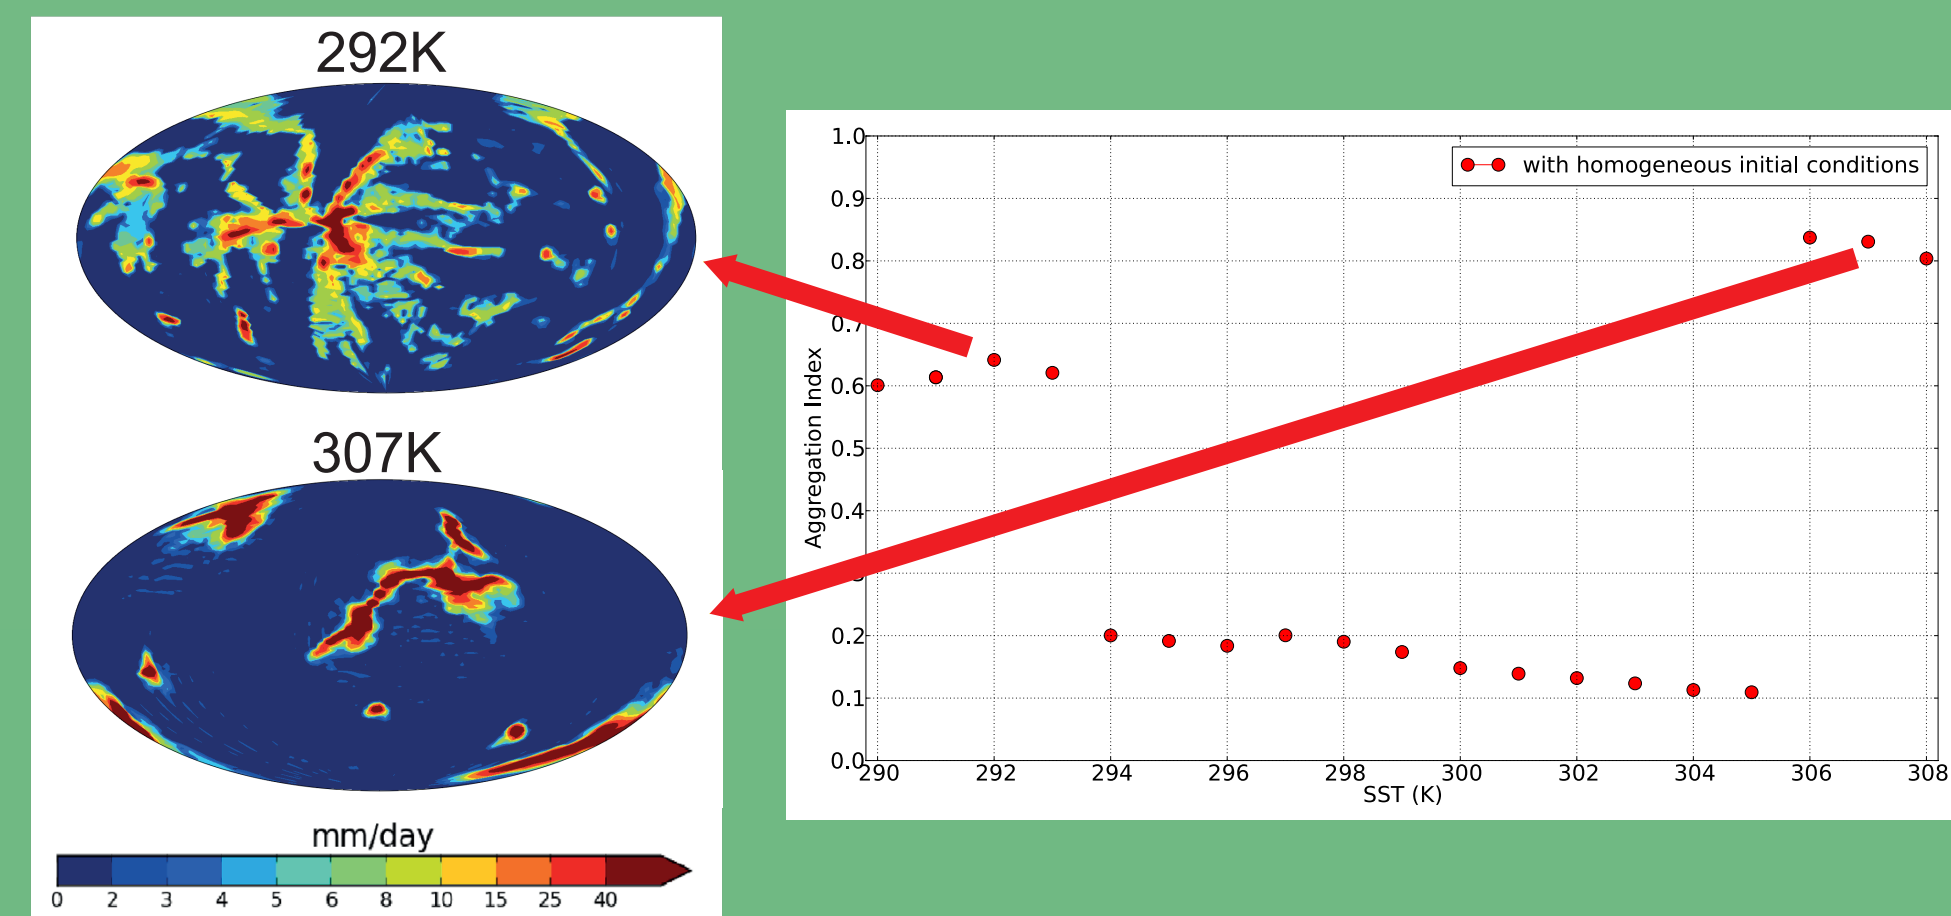 292K
307K
mm/day
0 2 3 4 5 6 8 10 15 25 40
with homogeneous initial conditions
1.0
0.9
0.8
0.7
0.6
0.5
0.4
0.2
0.1
0.0
Aggregation Index
290 292 294 296 298 300 302 304 306 308
SST (K)